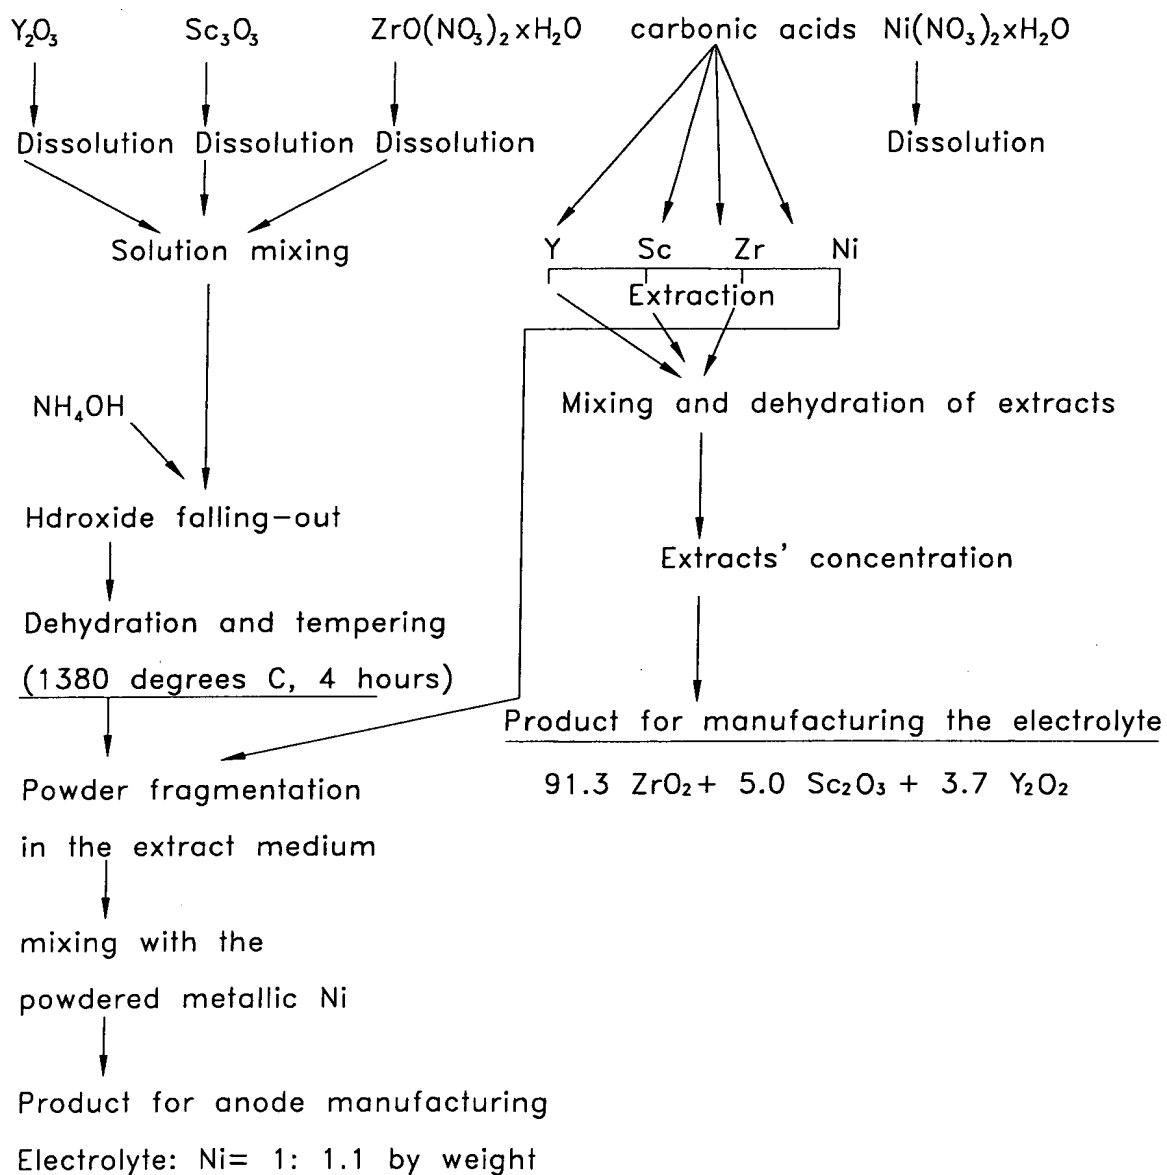 Y₂O₃ Sc₃O₃ ZrO(NO₃)₂xH₂O carbonic acids Ni(NO₃)₂xH₂O
Dissolution Dissolution Dissolution Dissolution
Solution mixing
Y Sc Zr Ni
Extraction
NH₄OH
Mixing and dehydration of extracts
Hdroxide falling-out
Extracts' concentration
Dehydration and tempering
(1380 degrees C, 4 hours)
Product for manufacturing the electrolyte
91.3 ZrO₂ + 5.0 Sc₂O₃ + 3.7 Y₂O₂
Powder fragmentation
in the extract medium
mixing with the
powdered metallic Ni
Product for anode manufacturing
Electrolyte: Ni= 1: 1.1 by weight